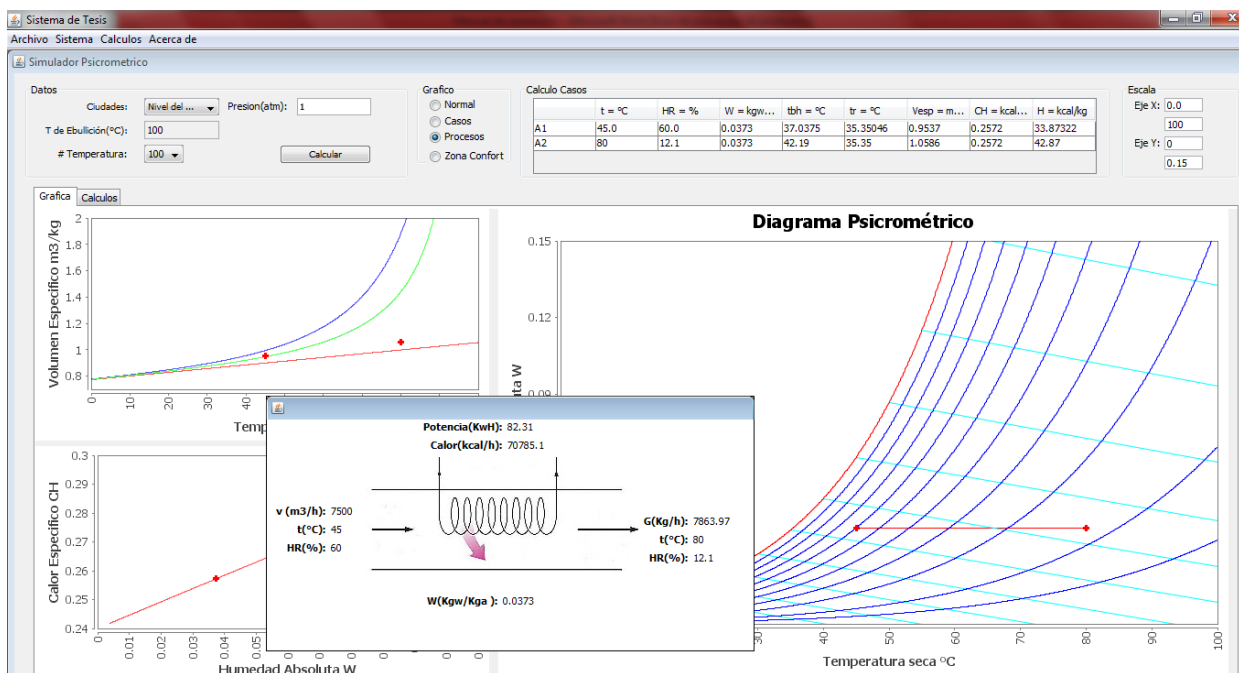 Sistema de Tesis
Archivo Sistema Calculos Acerca de
Simulador Psicrometrico
Datos
Ciudades: Nivel del ... Presion(atm): 1
T de Ebullición(ºC): 100
# Temperatura: 100 Calcular
Grafico
Normal
Casos
Procesos
Zona Confort
Calculo Casos
t = ºC HR = % W = kgw... tbh = ºC tr = ºC Vesp = m... CH = kcal... H = kcal/kg
A1 45.0 60.0 0.0373 37.0375 35.35046 0.9537 0.2572 33.87322
A2 80 12.1 0.0373 42.19 35.35 1.0586 0.2572 42.87
Escala
Eje X: 0.0
100
Eje Y: 0
0.15
Grafica Calculos
Volumen Especifico m3/kg
2
1.8
1.6
1.4
1.2
1
0.8
0 10 20 30 40
Temp
Calor Especifico CH
0.3
0.29
0.28
0.27
0.26
0.25
0.24
0 0.01 0.02 0.03 0.04 0.05
Humedad Absoluta W
Diagrama Psicrométrico
0.15
0.12
0.09
uta W
30 40 50 60 70 80 90 100
Temperatura seca ºC
Potencia(KwH): 82.31
Calor(kcal/h): 70785.1
v (m3/h): 7500
t(ºC): 45
HR(%): 60
G(Kg/h): 7863.97
t(ºC): 80
HR(%): 12.1
W(Kgw/Kga ): 0.0373